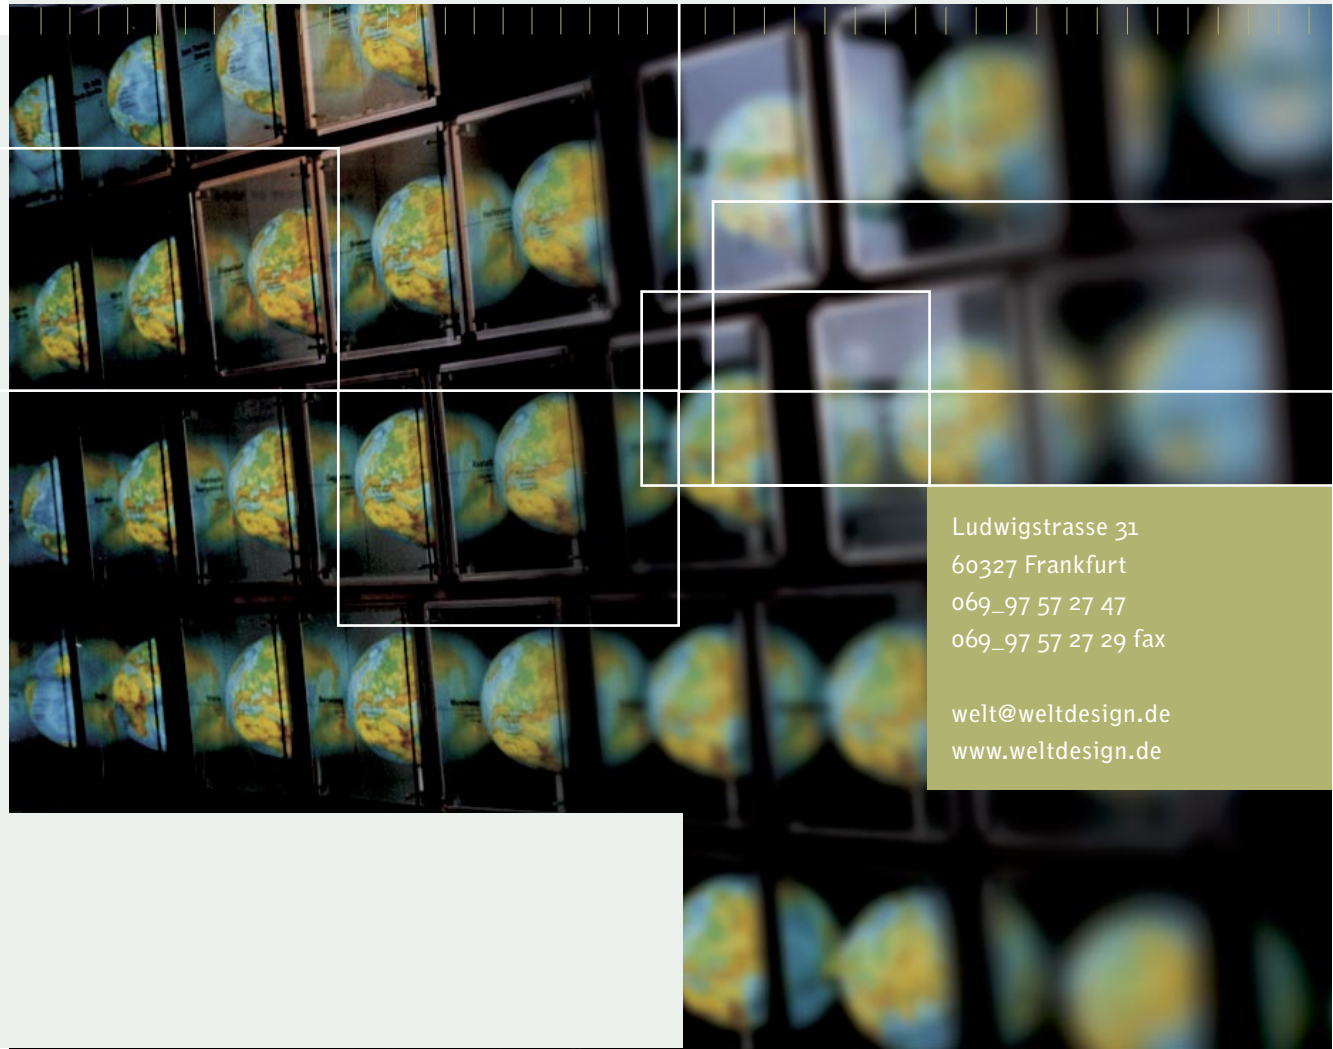 Ludwigstrasse 31
60327 Frankfurt
069_97 57 27 47
069_97 57 27 29 fax
welt@weltdesign.de
www.weltdesign.de